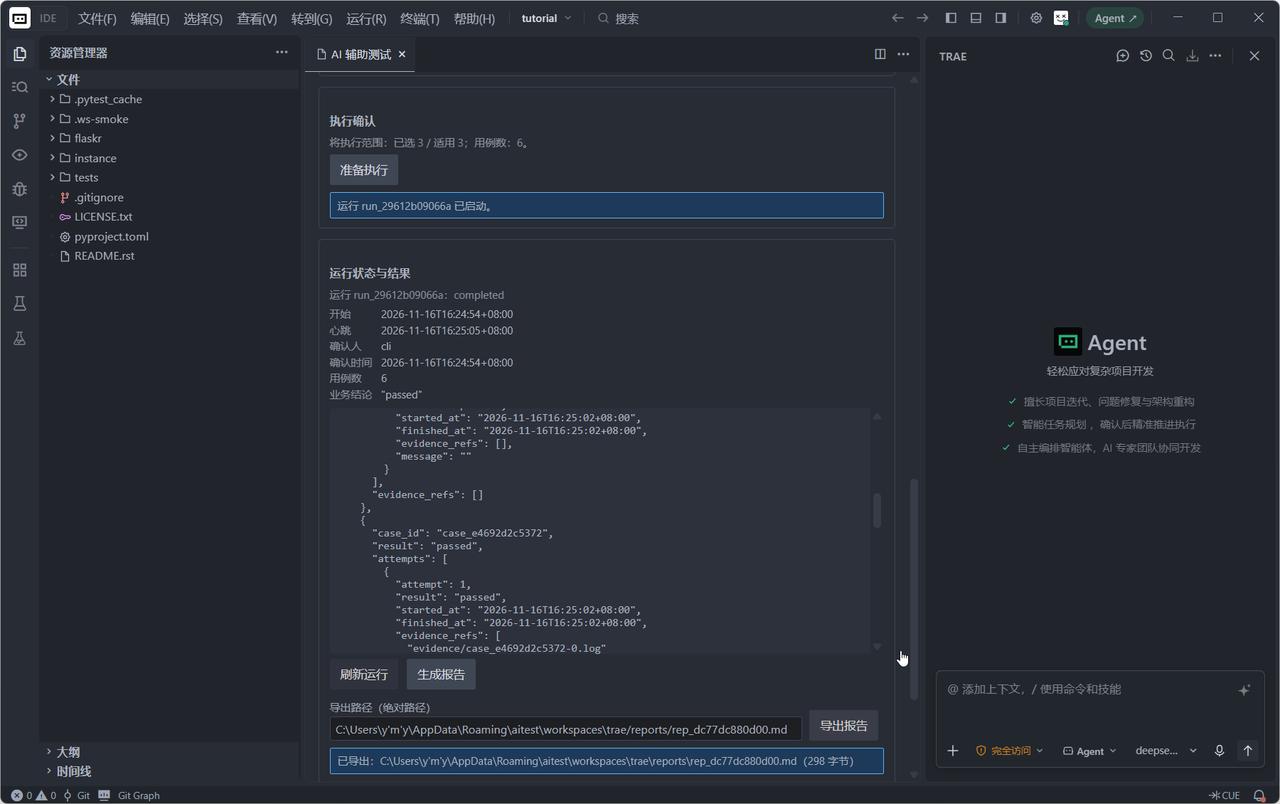 IDE 文件(F) 编辑(E) 选择(S) 查看(V) 转到(G) 运行(R) 终端(T) 帮助(H) tutorial 搜索 Agent ↗
资源管理器
文件
.pytest_cache
.ws-smoke
flaskr
instance
tests
.gitignore
LICENSE.txt
pyproject.toml
README.rst
大纲
时间线
AI 辅助测试
执行确认
将执行范围：已选 3 / 适用 3；用例数：6。
准备执行
运行 run_29612b09066a 已启动。
运行状态与结果
运行 run_29612b09066a：completed
开始 2026-11-16T16:24:54+08:00
心跳 2026-11-16T16:25:05+08:00
确认人 cli
确认时间 2026-11-16T16:24:54+08:00
用例数 6
业务结论 "passed"
"started_at": "2026-11-16T16:25:02+08:00",
"finished_at": "2026-11-16T16:25:02+08:00",
"evidence_refs": [],
"message": ""
}
],
"evidence_refs": []
},
{
"case_id": "case_e4692d2c5372",
"result": "passed",
"attempts": [
{
"attempt": 1,
"result": "passed",
"started_at": "2026-11-16T16:25:02+08:00",
"finished_at": "2026-11-16T16:25:02+08:00",
"evidence_refs": [
"evidence/case_e4692d2c5372-0.log"
刷新运行 生成报告
导出路径（绝对路径）
C:\Users\y'm'y\AppData\Roaming\aitest\workspaces\trae/reports/rep_dc77dc880d00.md 导出报告
已导出：C:\Users\y'm'y\AppData\Roaming\aitest\workspaces\trae\reports\rep_dc77dc880d00.md（298 字节）
TRAE
Agent
轻松应对复杂项目开发
擅长项目迭代、问题修复与架构重构
智能任务规划，确认后精准推进执行
自主编排智能体，AI 专家团队协同开发
@ 添加上下文，/ 使用命令和技能
完全访问 Agent deepse...
0 0 Git Git Graph CUE